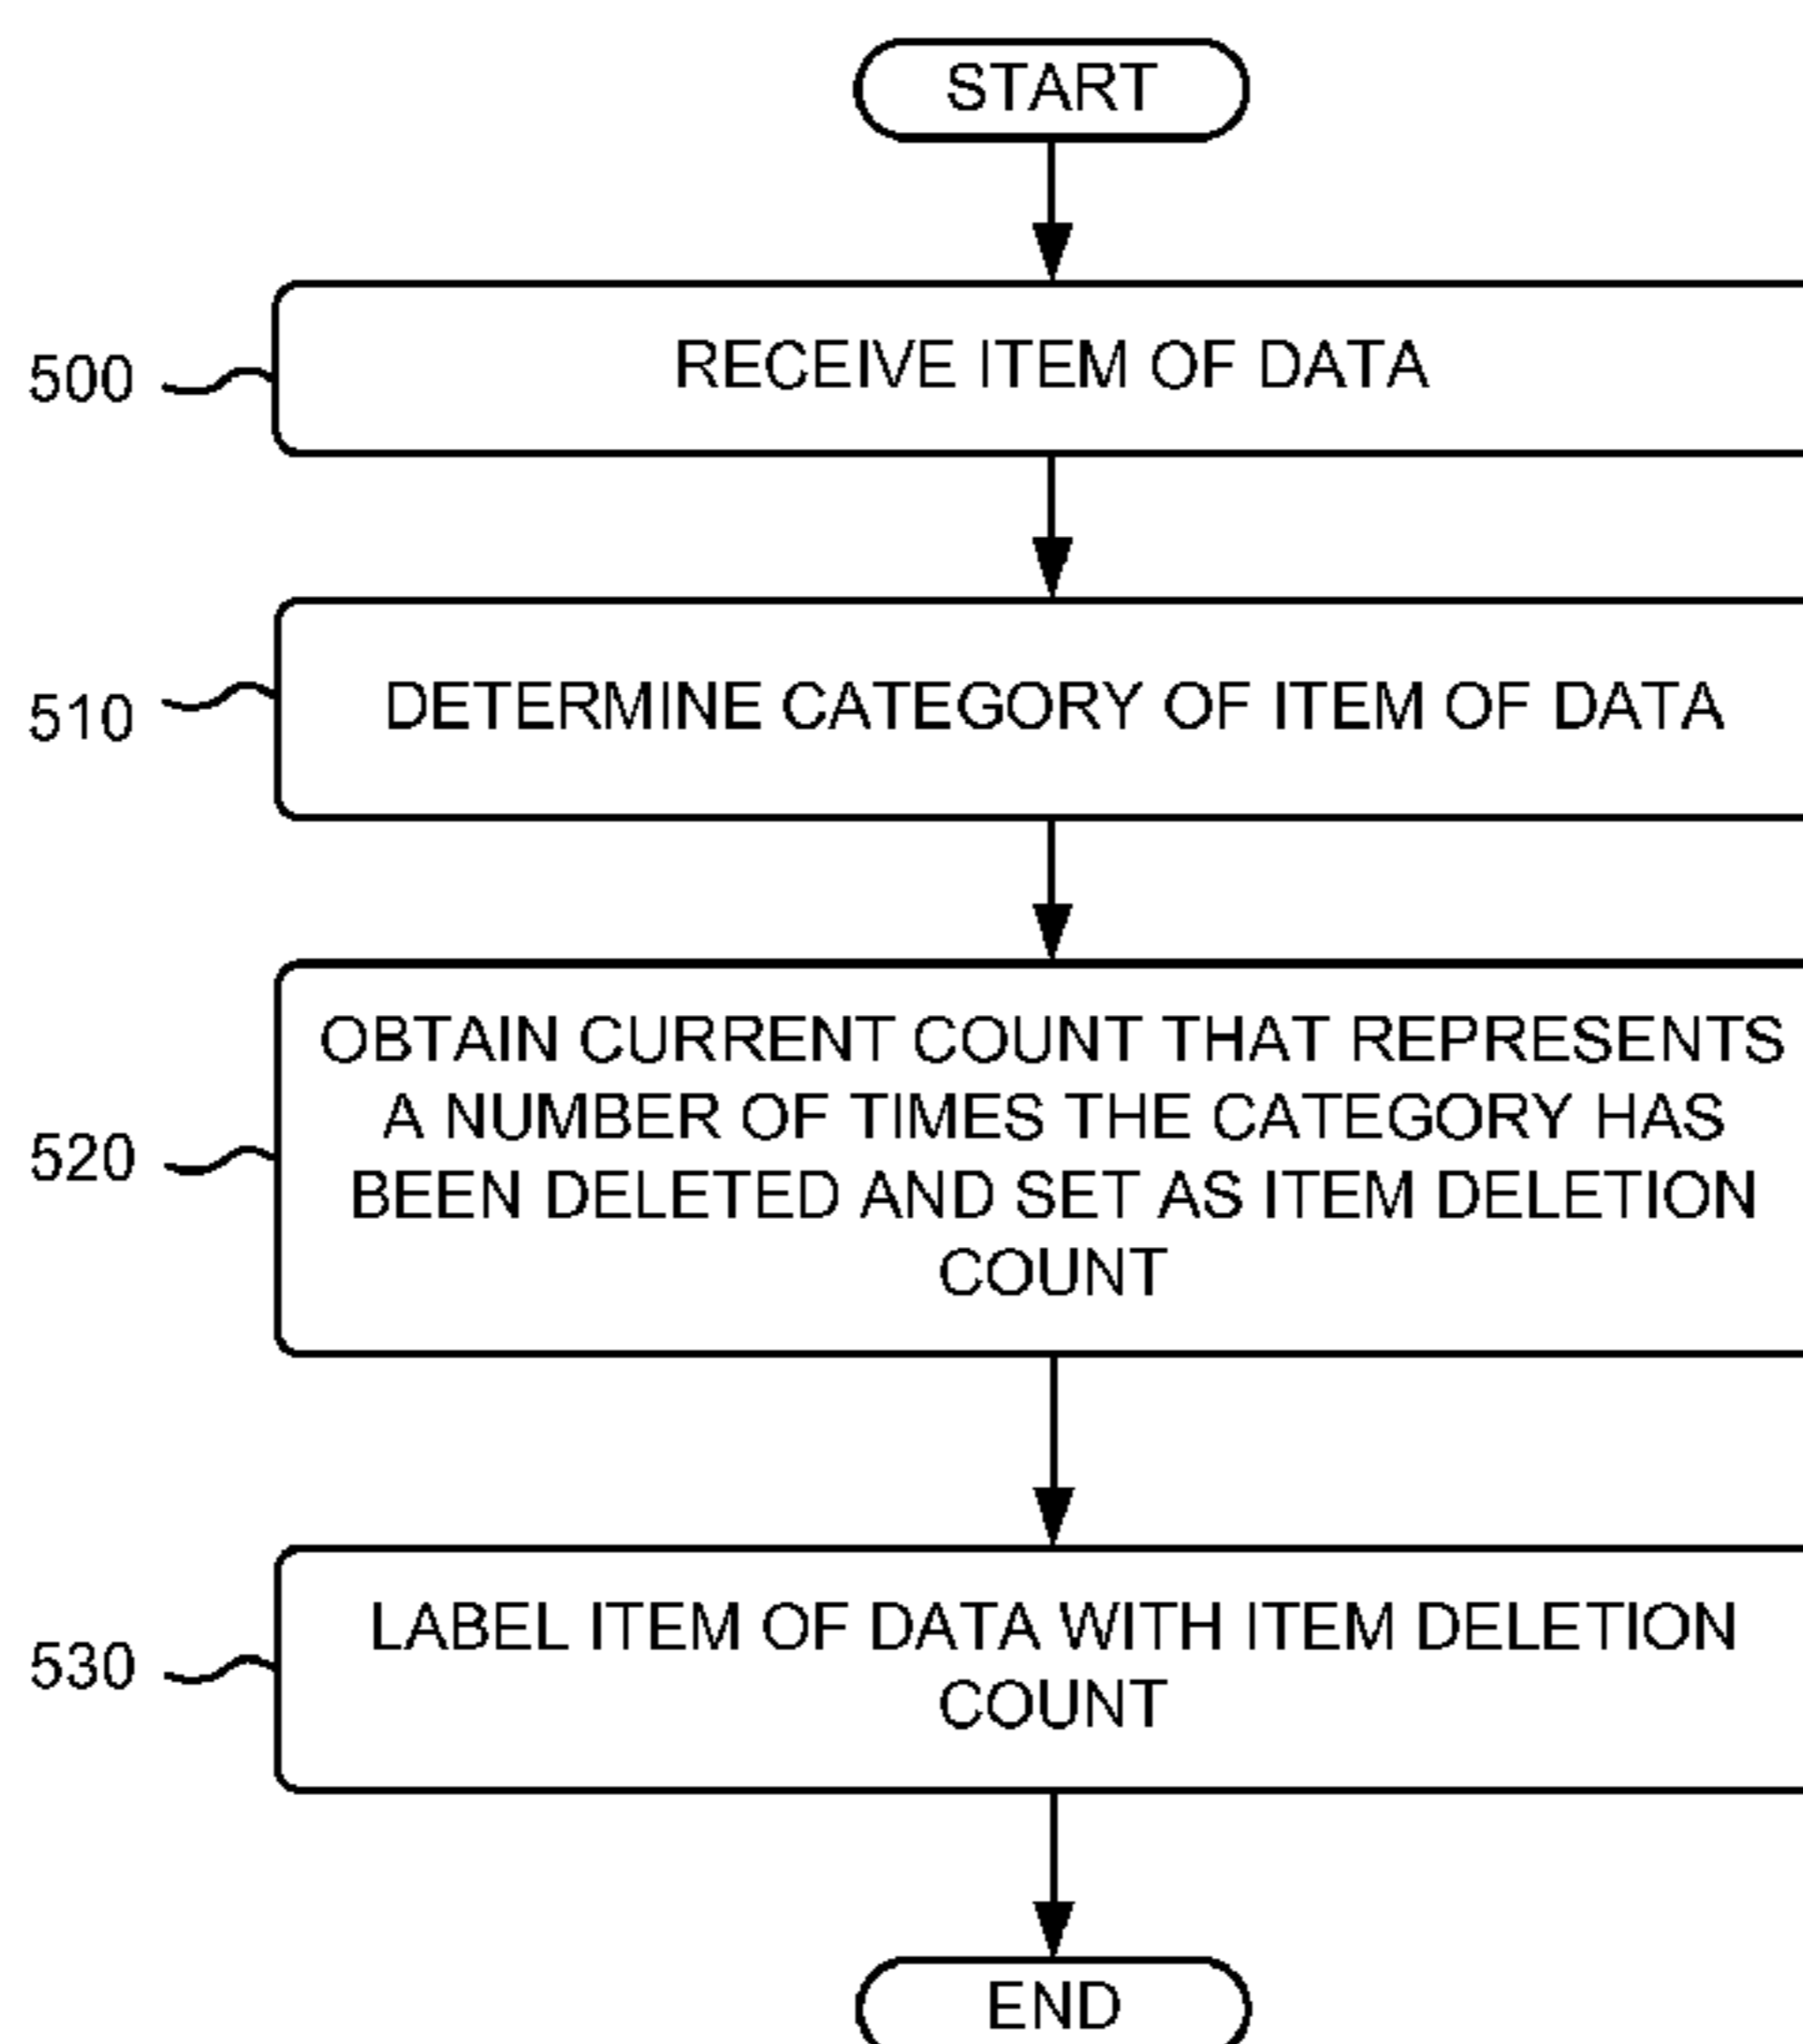 START
500
RECEIVE ITEM OF DATA
510
DETERMINE CATEGORY OF ITEM OF DATA
520
OBTAIN CURRENT COUNT THAT REPRESENTS
A NUMBER OF TIMES THE CATEGORY HAS
BEEN DELETED AND SET AS ITEM DELETION
COUNT
530
LABEL ITEM OF DATA WITH ITEM DELETION
COUNT
END